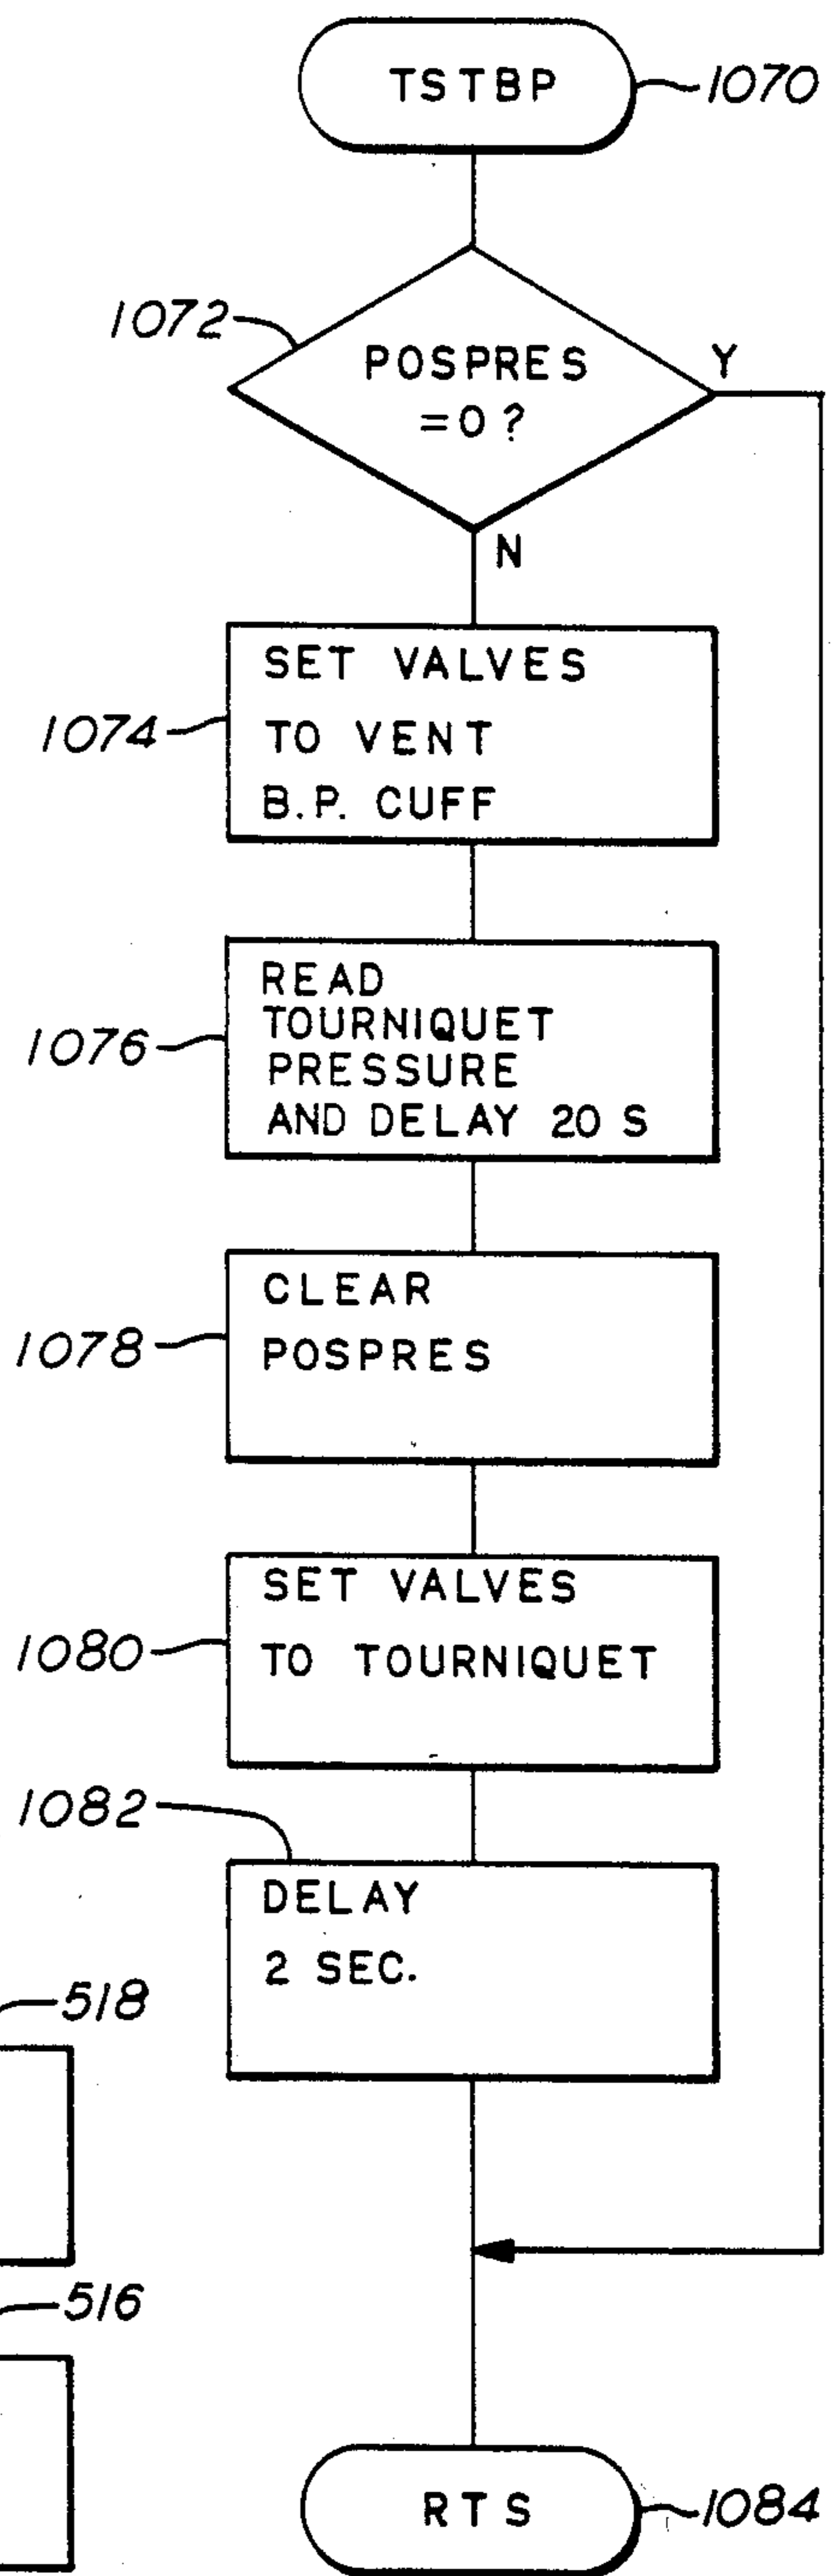 TSTBP
1070
1072
POSPRES
=0?
Y
N
1074
SET VALVES
TO VENT
B.P. CUFF
1076
READ
TOURNIQUET
PRESSURE
AND DELAY 20 S
1078
CLEAR
POSPRES
1080
SET VALVES
TO TOURNIQUET
1082
DELAY
2 SEC.
518
516
RTS
1084